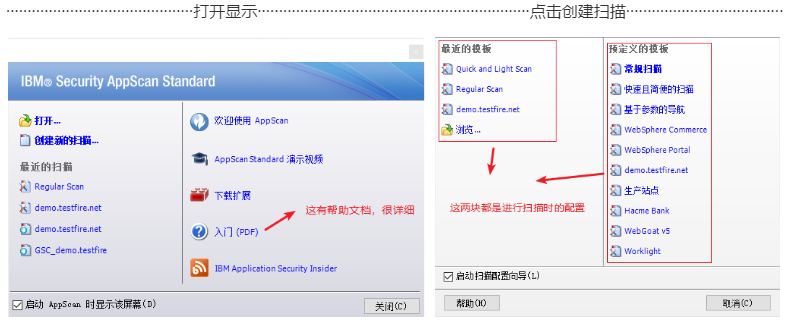 打开显示
点击创建扫描
IBM® Security AppScan Standard
打开...
创建新的扫描...
最近的扫描
Regular Scan
demo.testfire.net
demo.testfire.net
GSC_demo.testfire
欢迎使用 AppScan
AppScan Standard 演示视频
下载扩展
入门 (PDF)
IBM Application Security Insider
这有帮助文档，很详细
启动 AppScan 时显示该屏幕(D)
关闭(C)
最近的模板
Quick and Light Scan
Regular Scan
demo.testfire.net
浏览...
预定义的模板
常规扫描
快速且简便的扫描
基于参数的导航
WebSphere Commerce
WebSphere Portal
demo.testfire.net
生产站点
Hacme Bank
WebGoat v5
Worklight
这两块都是进行扫描时的配置
启动扫描配置向导(L)
帮助(H)
取消(C)